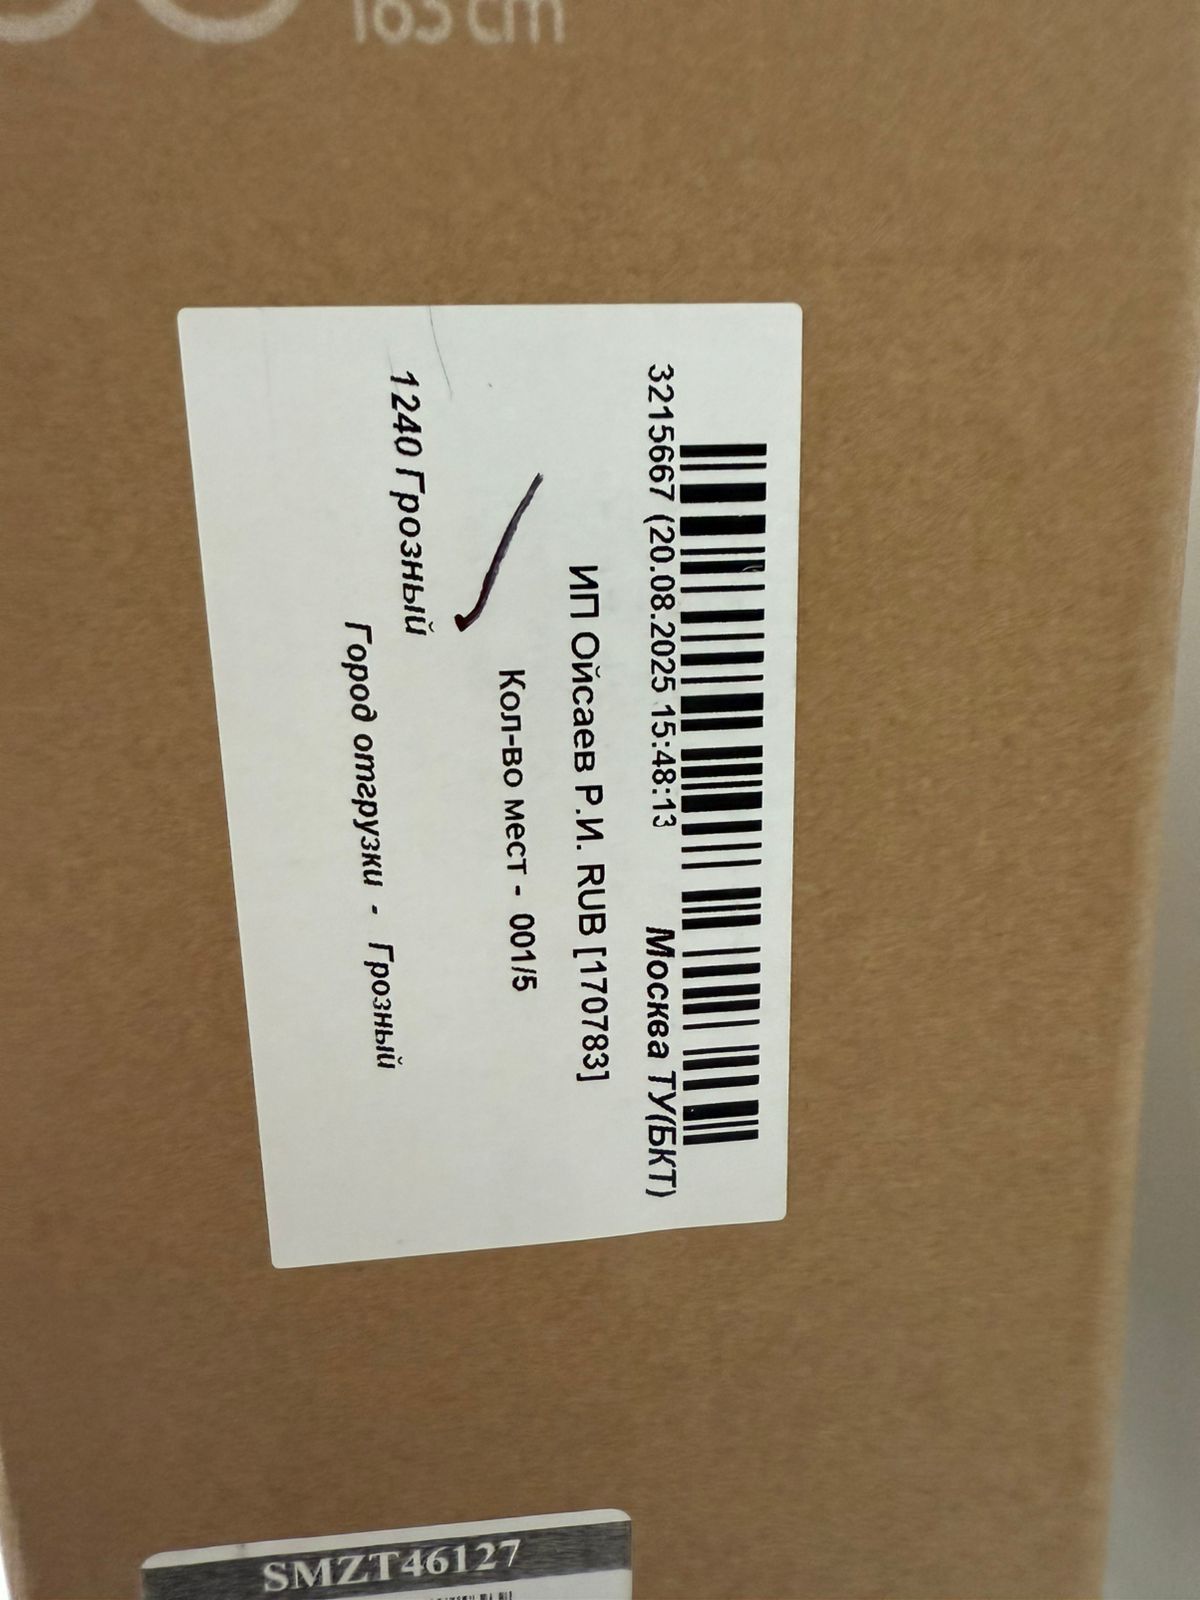 165 cm
3215667 (20.08.2025 15:48:13 Москва ТУ(БКТ)
ИП Ойсаев Р.И. RUB [170783]
Кол-во мест - 001/5
1240 Грозный
Город отгрузки - Грозный
SMZT46127